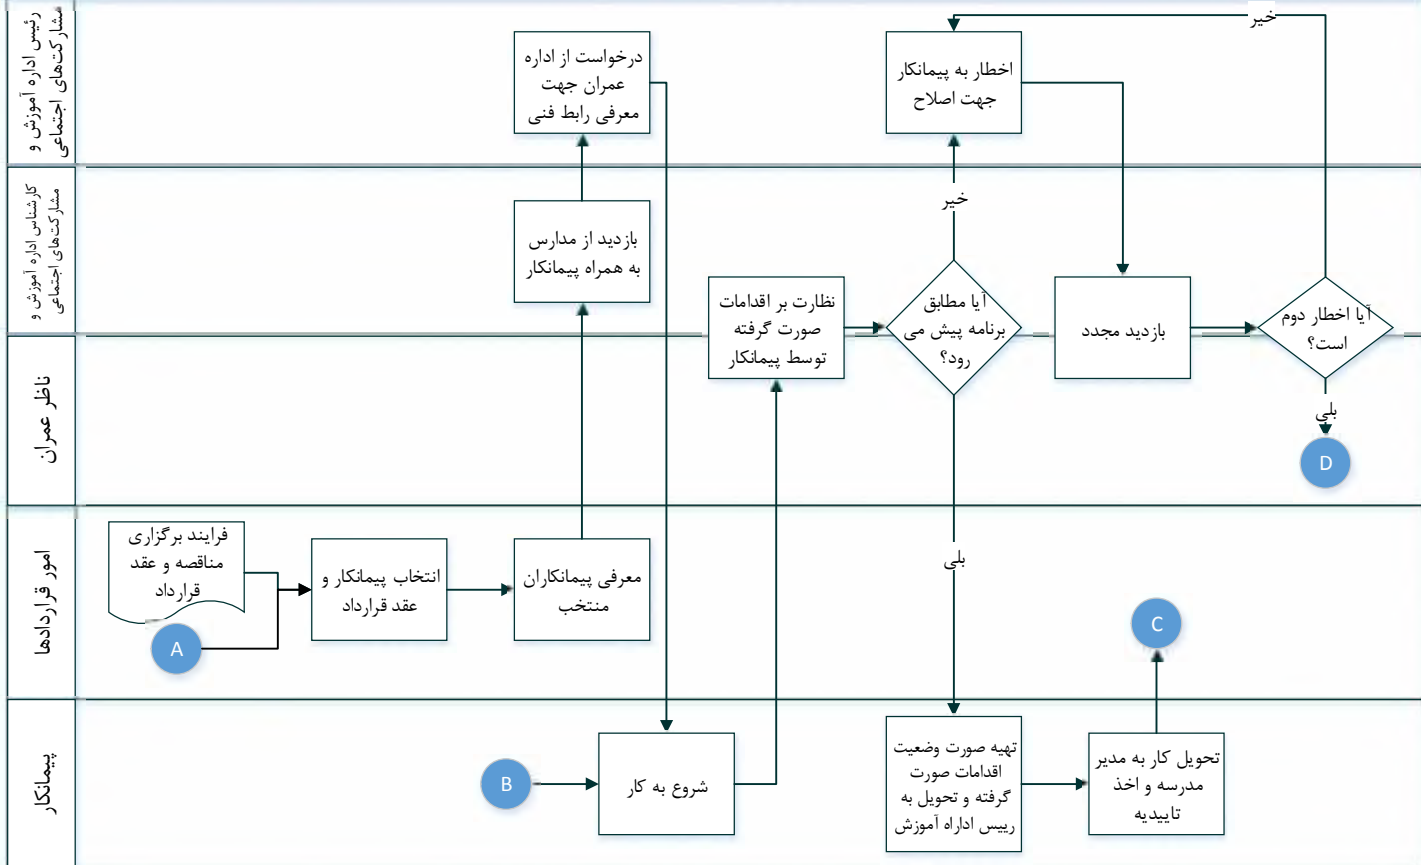 رئیس اداره آموزش و
مشارکت‌های اجتماعی
کارشناس اداره آموزش و
مشارکت‌های اجتماعی
ناظر عمران
امور قراردادها
پیمانکار
فرایند برگزاری
مناقصه و عقد
قرارداد
A
انتخاب پیمانکار و
عقد قرارداد
معرفی پیمانکاران
منتخب
بازدید از مدارس
به همراه پیمانکار
درخواست از اداره
عمران جهت
معرفی رابط فنی
B
شروع به کار
نظارت بر اقدامات
صورت گرفته
توسط پیمانکار
آیا مطابق
برنامه پیش می
رود؟
خیر
اخطار به پیمانکار
جهت اصلاح
بازدید مجدد
آیا اخطار دوم
است؟
خیر
بلی
D
بلی
تهیه صورت وضعیت
اقدامات صورت
گرفته و تحویل به
رییس اداراه آموزش
تحویل کار به مدیر
مدرسه و اخذ
تاییدیه
C